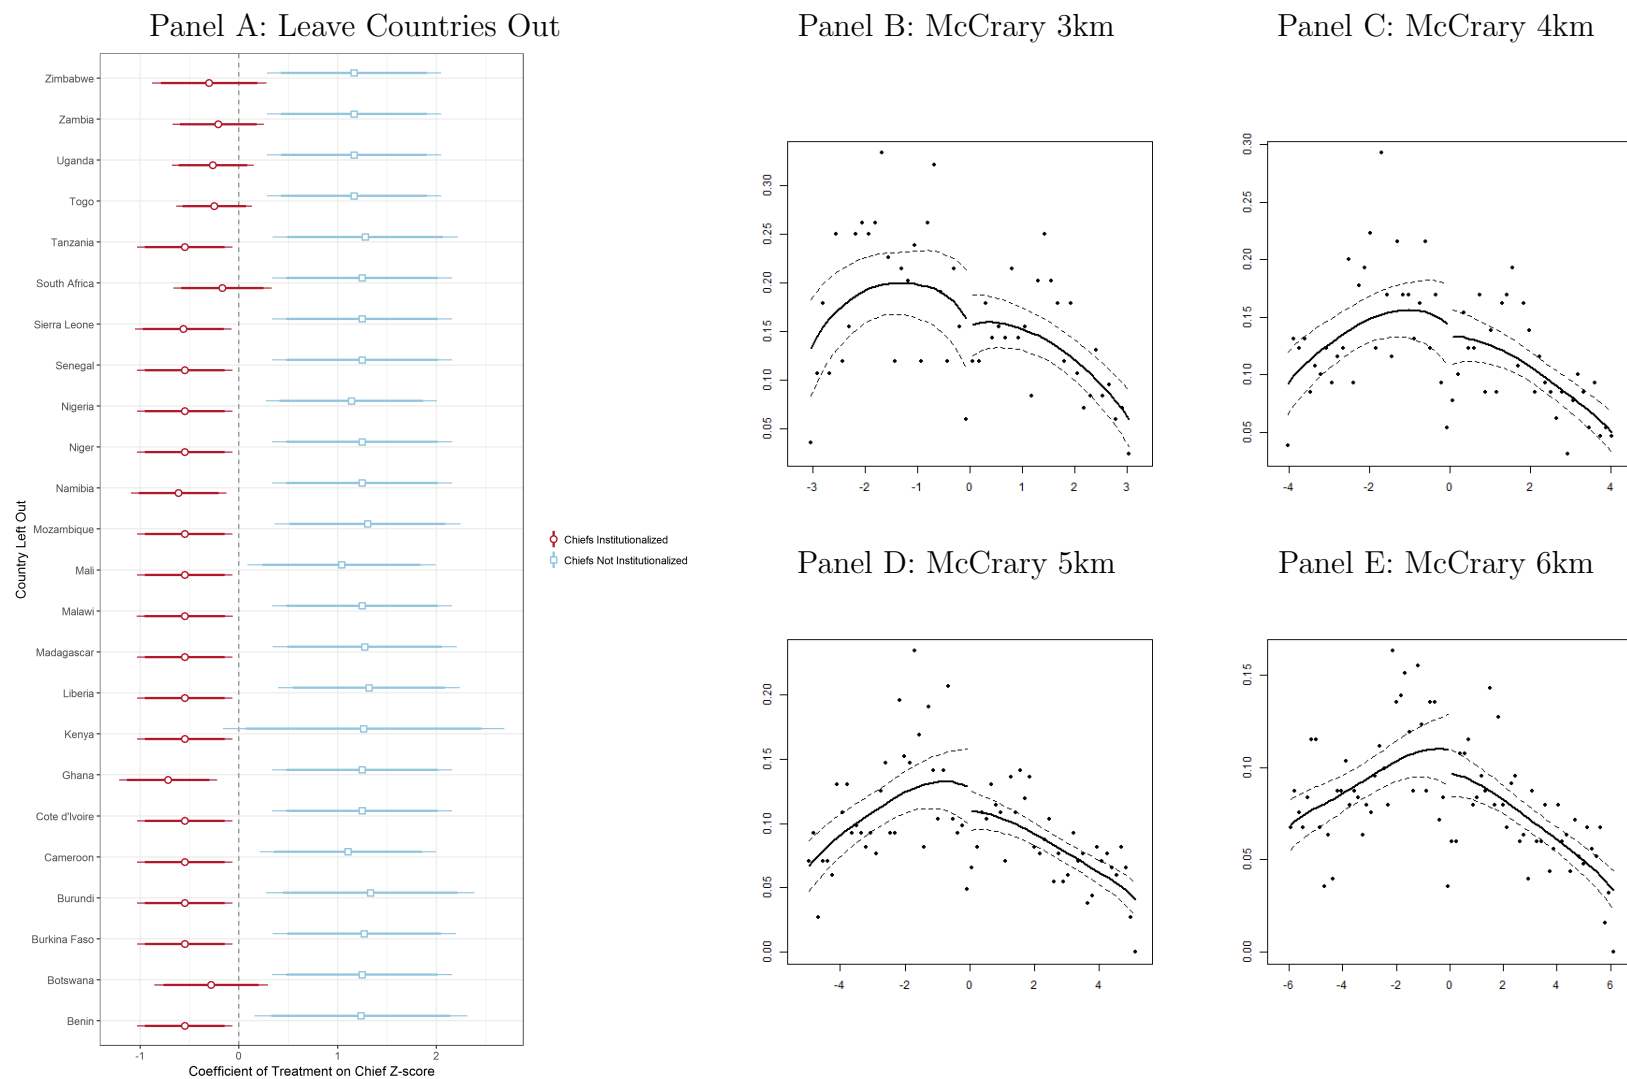 Panel A: Leave Countries Out
Zimbabwe
Zambia
Uganda
Togo
Tanzania
South Africa
Sierra Leone
Senegal
Nigeria
Niger
Namibia
Mozambique
Mali
Malawi
Madagascar
Liberia
Kenya
Ghana
Cote d'Ivoire
Cameroon
Burundi
Burkina Faso
Botswana
Benin
Country Left Out
-1 0 1 2
Coefficient of Treatment on Chief Z-score
Chiefs Institutionalized
Chiefs Not Institutionalized
Panel B: McCrary 3km
0.30
0.25
0.20
0.15
0.10
0.05
-3 -2 -1 0 1 2 3
Panel C: McCrary 4km
0.30
0.25
0.20
0.15
0.10
0.05
-4 -2 0 2 4
Panel D: McCrary 5km
0.20
0.15
0.10
0.05
0.00
-4 -2 0 2 4
Panel E: McCrary 6km
0.15
0.10
0.05
0.00
-6 -4 -2 0 2 4 6